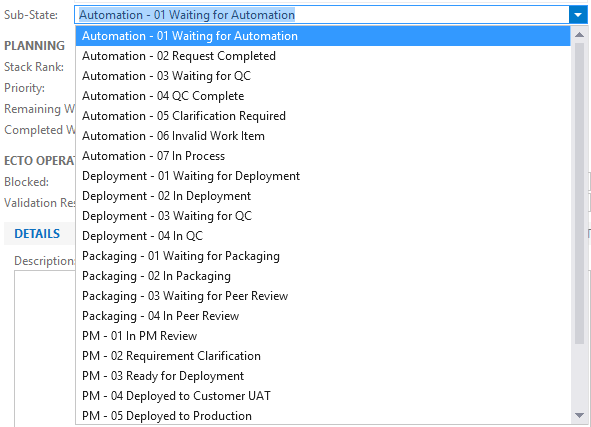 Sub-State: Automation - 01 Waiting for Automation
Automation - 01 Waiting for Automation
PLANNING
Automation - 02 Request Completed
Stack Rank:
Automation - 03 Waiting for QC
Priority:
Automation - 04 QC Complete
Remaining W
Automation - 05 Clarification Required
Completed W
Automation - 06 Invalid Work Item
Automation - 07 In Process
ECTO OPERAT
Deployment - 01 Waiting for Deployment
Blocked:
Deployment - 02 In Deployment
Validation Res
Deployment - 03 Waiting for QC
DETAILS
Deployment - 04 In QC
Description:
Packaging - 01 Waiting for Packaging
Packaging - 02 In Packaging
Packaging - 03 Waiting for Peer Review
Packaging - 04 In Peer Review
PM - 01 In PM Review
PM - 02 Requirement Clarification
PM - 03 Ready for Deployment
PM - 04 Deployed to Customer UAT
PM - 05 Deployed to Production